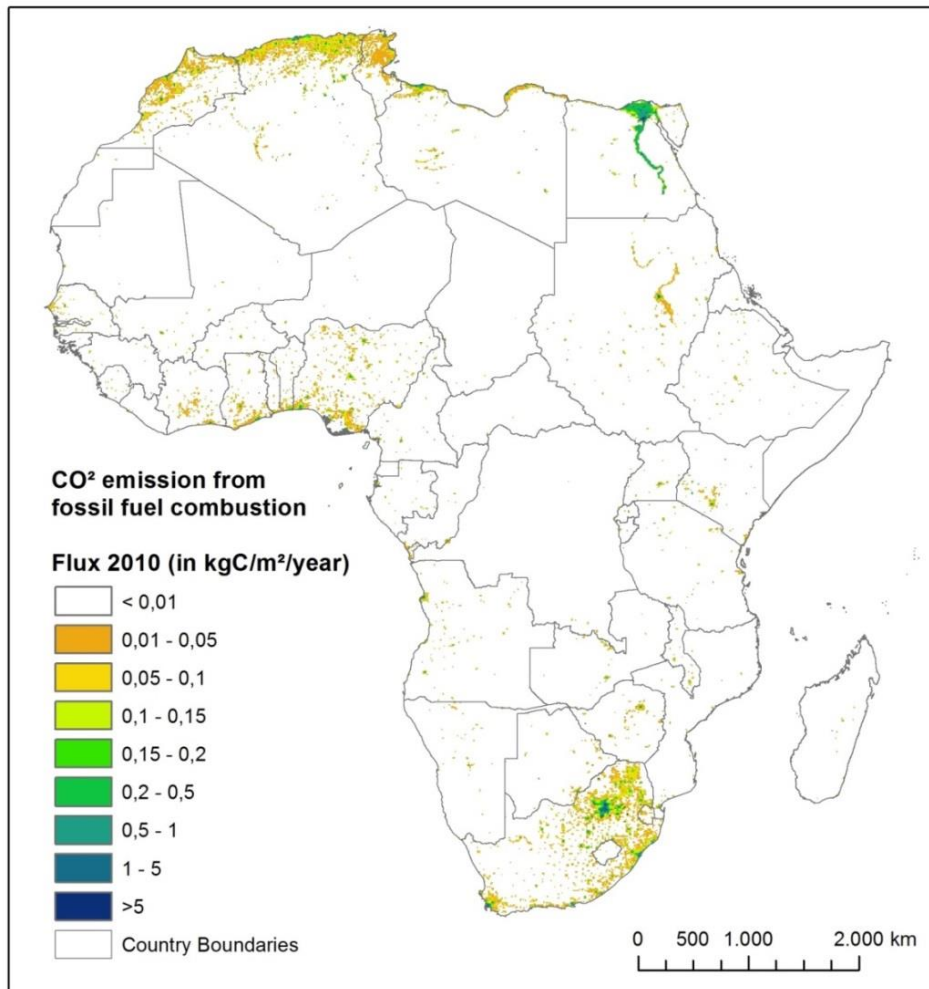 CO² emission from
fossil fuel combustion
Flux 2010 (in kgC/m²/year)
< 0,01
0,01 - 0,05
0,05 - 0,1
0,1 - 0,15
0,15 - 0,2
0,2 - 0,5
0,5 - 1
1 - 5
>5
Country Boundaries
0 500 1.000 2.000 km